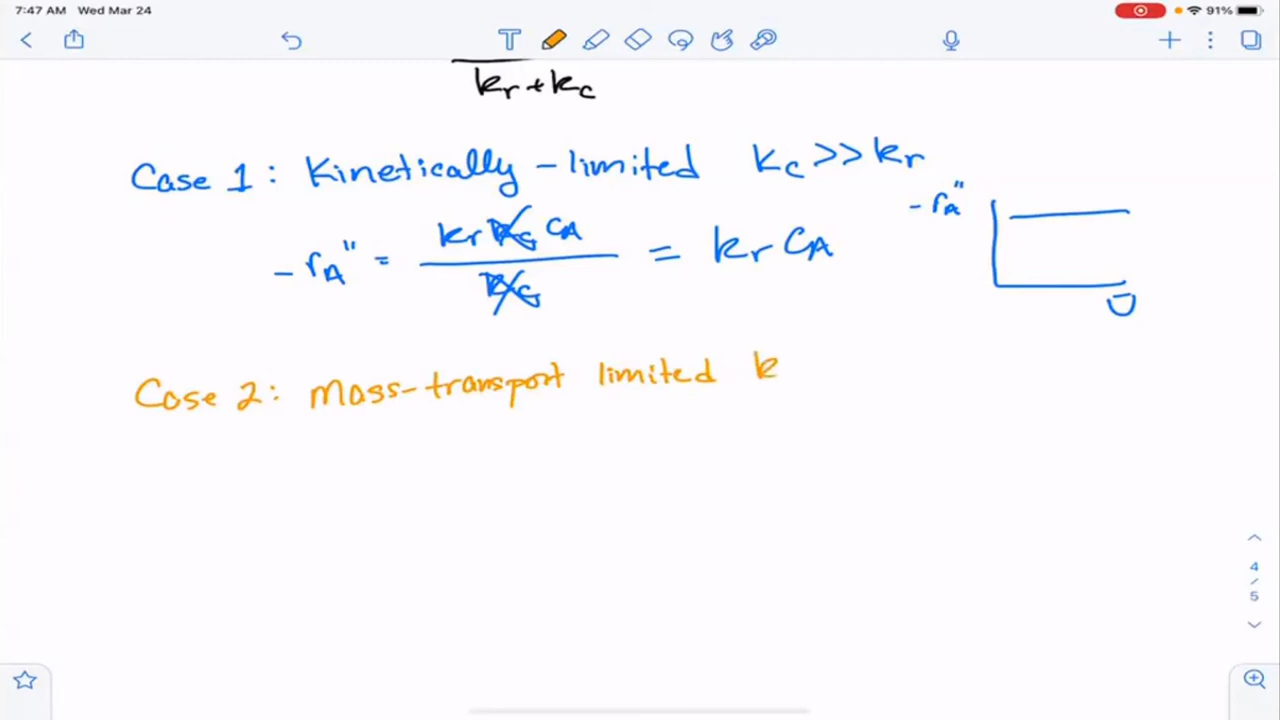 7:47 AM Wed Mar 24
91%
T
kr + kc
Case 1: Kinetically-limited kc >> kr
-rA" = kr kc CA / kc = kr CA
-rA"
U
Case 2: Mass-transport limited k
4
/
5